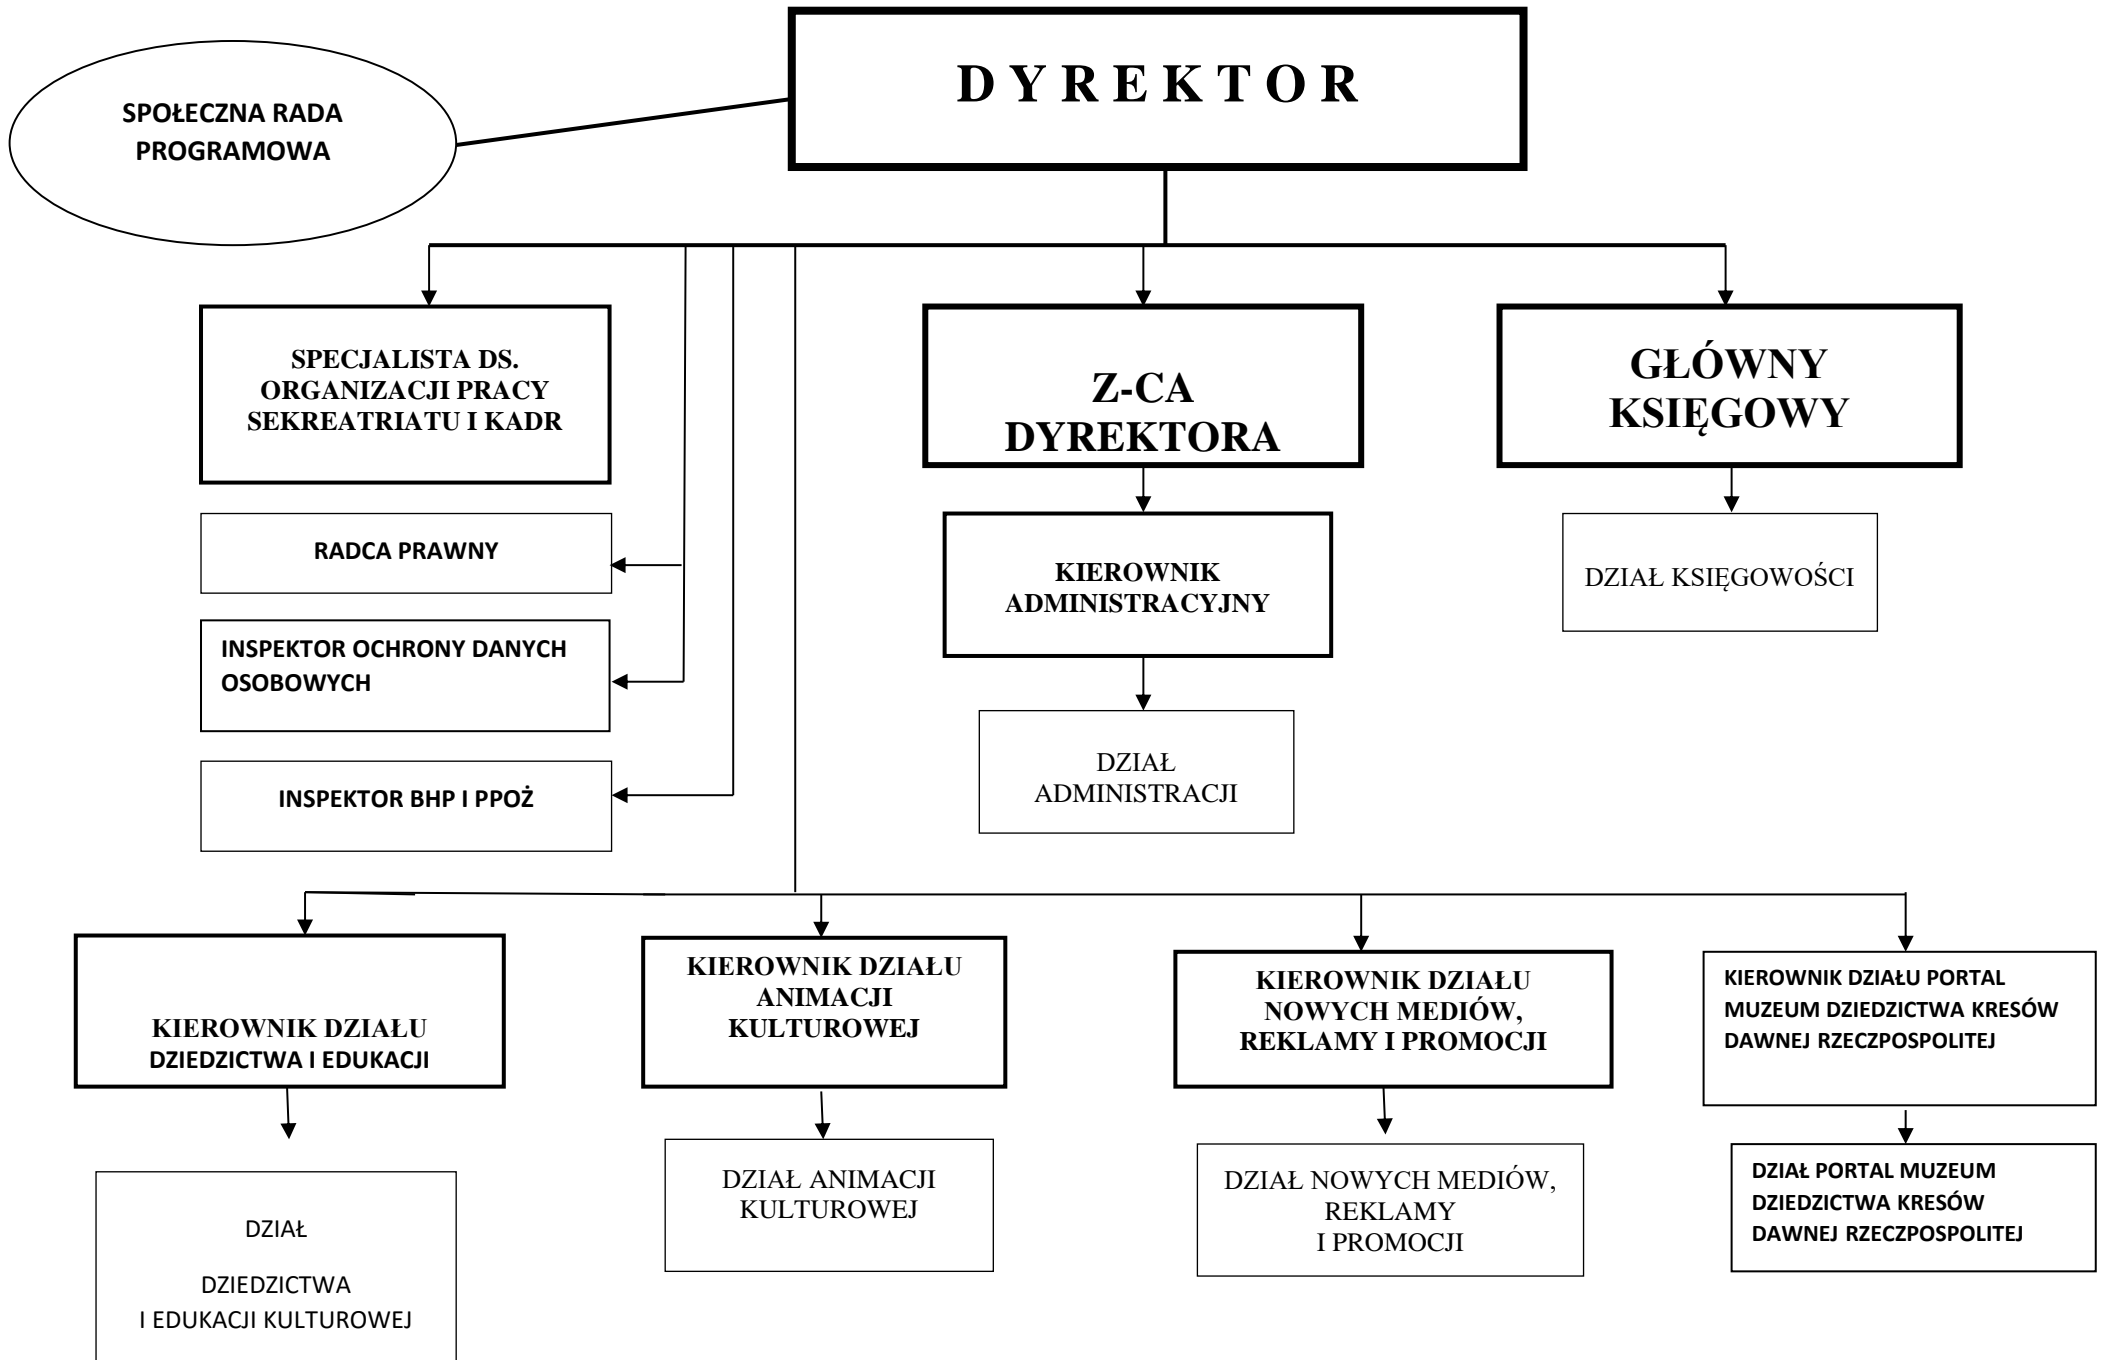 D Y R E K T O R
SPOŁECZNA RADA
PROGRAMOWA
SPECJALISTA DS.
ORGANIZACJI PRACY
SEKREATRIATU I KADR
Z-CA
DYREKTORA
GŁÓWNY
KSIĘGOWY
RADCA PRAWNY
KIEROWNIK
ADMINISTRACYJNY
DZIAŁ KSIĘGOWOŚCI
INSPEKTOR OCHRONY DANYCH
OSOBOWYCH
DZIAŁ
ADMINISTRACJI
INSPEKTOR BHP I PPOŻ
KIEROWNIK DZIAŁU
DZIEDZICTWA I EDUKACJI
KIEROWNIK DZIAŁU
ANIMACJI
KULTUROWEJ
KIEROWNIK DZIAŁU
NOWYCH MEDIÓW,
REKLAMY I PROMOCJI
KIEROWNIK DZIAŁU PORTAL
MUZEUM DZIEDZICTWA KRESÓW
DAWNEJ RZECZPOSPOLITEJ
DZIAŁ
DZIEDZICTWA
I EDUKACJI KULTUROWEJ
DZIAŁ ANIMACJI
KULTUROWEJ
DZIAŁ NOWYCH MEDIÓW,
REKLAMY
I PROMOCJI
DZIAŁ PORTAL MUZEUM
DZIEDZICTWA KRESÓW
DAWNEJ RZECZPOSPOLITEJ